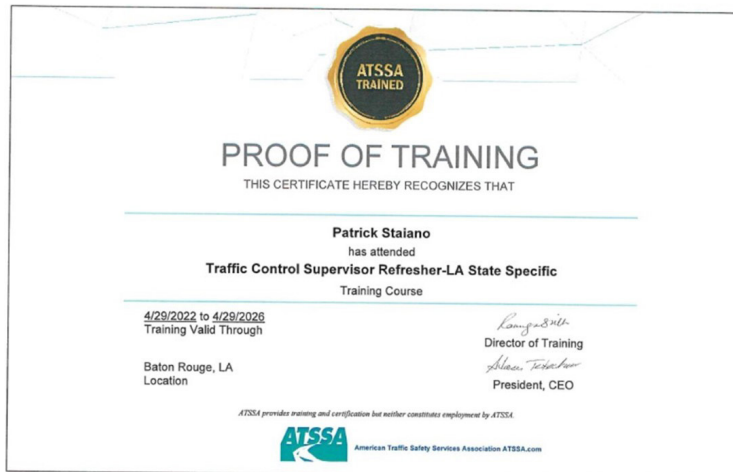 ATSSA
TRAINED
PROOF OF TRAINING
THIS CERTIFICATE HEREBY RECOGNIZES THAT
Patrick Staiano
has attended
Traffic Control Supervisor Refresher-LA State Specific
Training Course
4/29/2022 to 4/29/2026
Training Valid Through
Director of Training
Baton Rouge, LA
Location
President, CEO
ATSSA provides training and certification but neither constitutes employment by ATSSA.
ATSSA
American Traffic Safety Services Association ATSSA.com